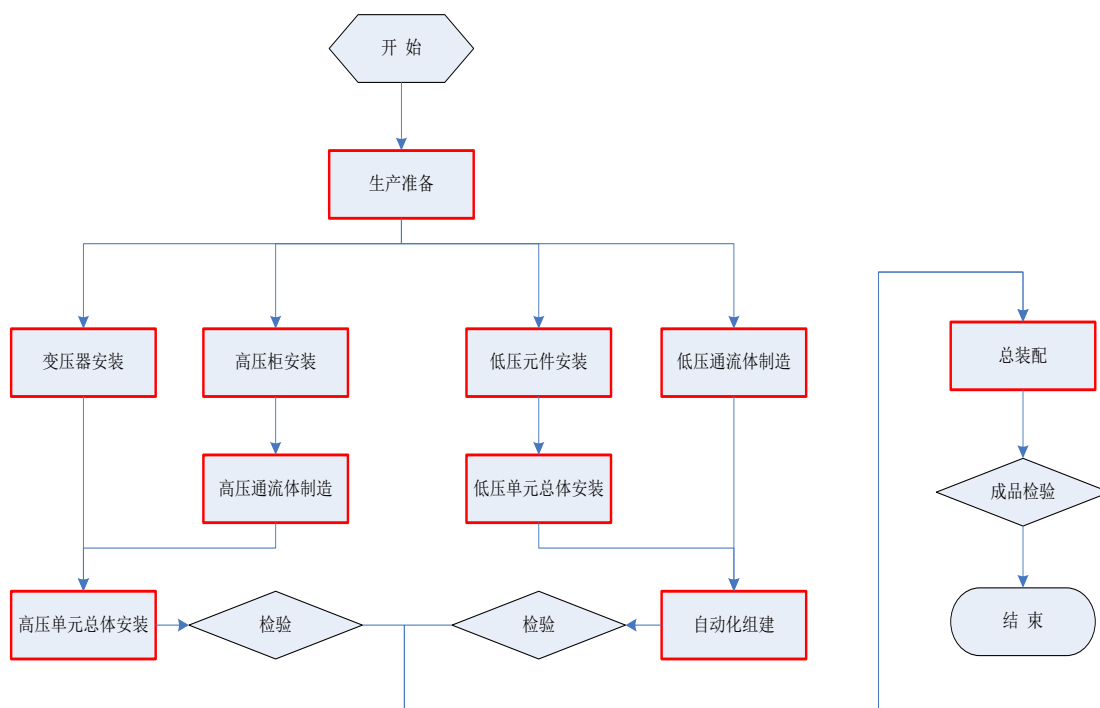 开 始
生产准备
变压器安装
高压柜安装
低压元件安装
低压通流体制造
总装配
高压通流体制造
低压单元总体安装
成品检验
高压单元总体安装
检验
检验
自动化组建
结 束